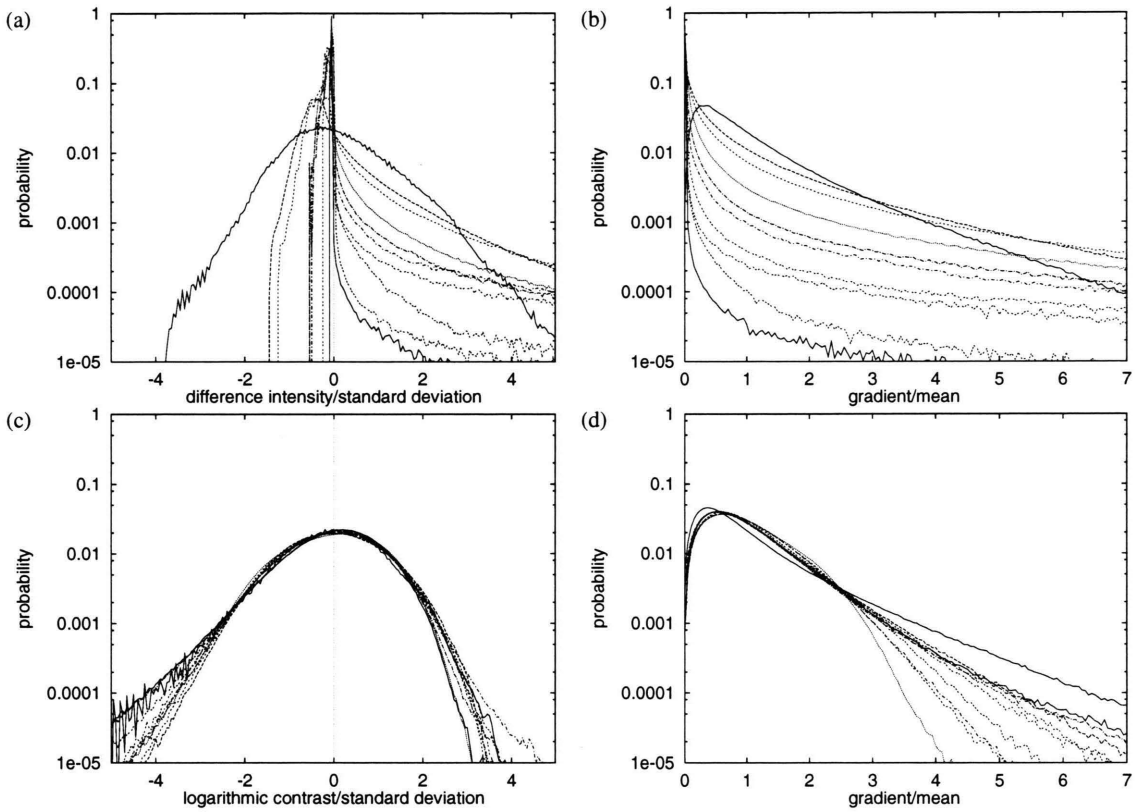 (a)
probability
1
0.1
0.01
0.001
0.0001
1e-05
-4
-2
0
2
4
difference intensity/standard deviation
(b)
probability
1
0.1
0.01
0.001
0.0001
1e-05
0
1
2
3
4
5
6
7
gradient/mean
(c)
probability
1
0.1
0.01
0.001
0.0001
1e-05
-4
-2
0
2
4
logarithmic contrast/standard deviation
(d)
probability
1
0.1
0.01
0.001
0.0001
1e-05
0
1
2
3
4
5
6
7
gradient/mean